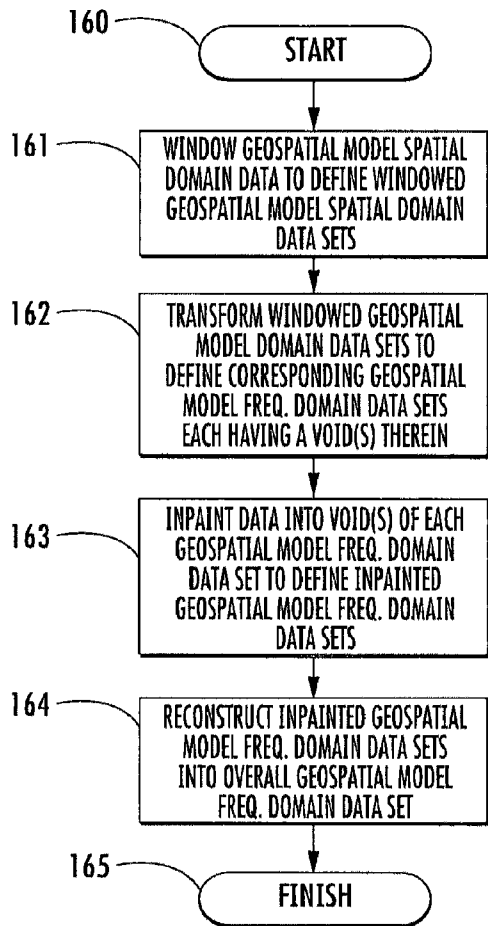 160
START
161
WINDOW GEOSPATIAL MODEL SPATIAL
DOMAIN DATA TO DEFINE WINDOWED
GEOSPATIAL MODEL SPATIAL DOMAIN
DATA SETS
162
TRANSFORM WINDOWED GEOSPATIAL
MODEL DOMAIN DATA SETS TO
DEFINE CORRESPONDING GEOSPATIAL
MODEL FREQ. DOMAIN DATA SETS
EACH HAVING A VOID(S) THEREIN
163
INPAINT DATA INTO VOID(S) OF EACH
GEOSPATIAL MODEL FREQ. DOMAIN
DATA SET TO DEFINE INPAINTED
GEOSPATIAL MODEL FREQ. DOMAIN
DATA SETS
164
RECONSTRUCT INPAINTED GEOSPATIAL
MODEL FREQ. DOMAIN DATA SETS
INTO OVERALL GEOSPATIAL MODEL
FREQ. DOMAIN DATA SET
165
FINISH